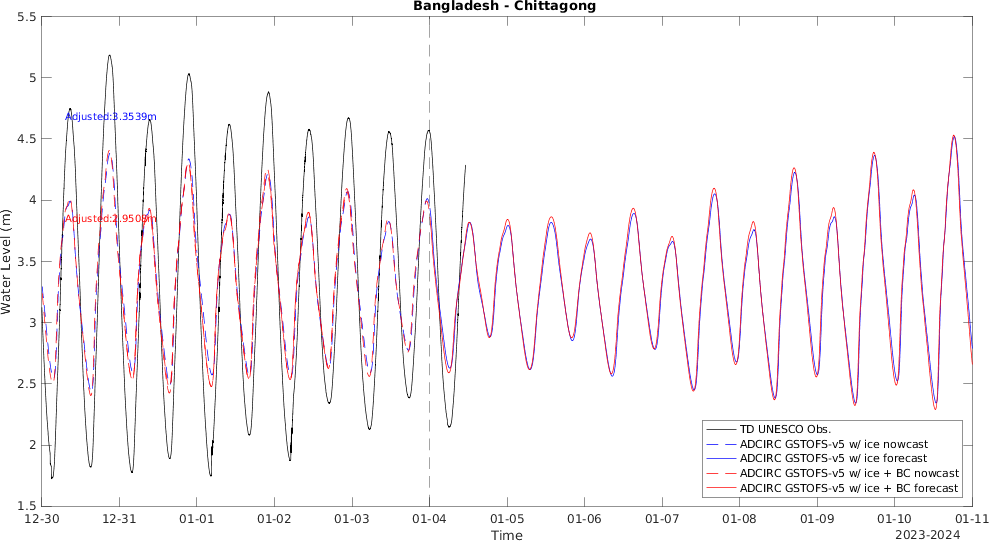 Bangladesh - Chittagong
5.5
5
4.5
4
3.5
3
2.5
2
1.5
Water Level (m)
Adjusted:3.3539m
Adjusted:2.9508m
TD UNESCO Obs.
ADCIRC GSTOFS-v5 w/ ice nowcast
ADCIRC GSTOFS-v5 w/ ice forecast
ADCIRC GSTOFS-v5 w/ ice + BC nowcast
ADCIRC GSTOFS-v5 w/ ice + BC forecast
12-30 12-31 01-01 01-02 01-03 01-04 01-05 01-06 01-07 01-08 01-09 01-10 01-11
Time
2023-2024